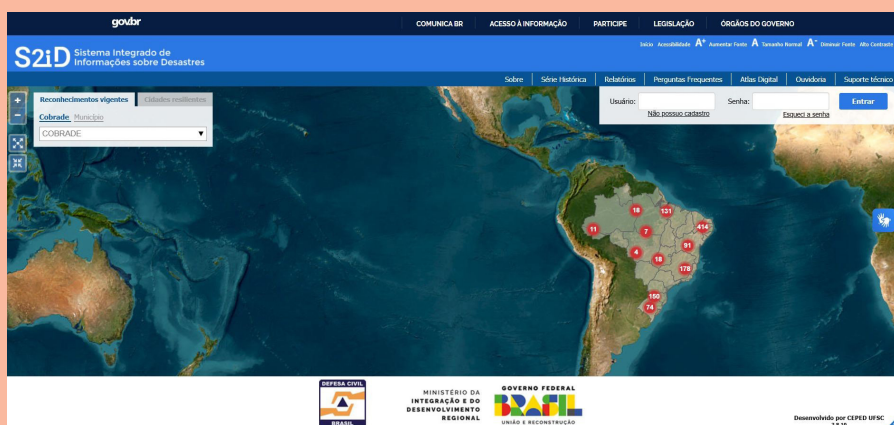 gov.br
COMUNICA BR
ACESSO À INFORMAÇÃO
PARTICIPE
LEGISLAÇÃO
ÓRGÃOS DO GOVERNO
Início Acessibilidade A+ Aumentar Fonte A Tamanho Normal A- Diminuir Fonte Alto Contraste
S2iD Sistema Integrado de
Informações sobre Desastres
Sobre
Série Histórica
Relatórios
Perguntas Frequentes
Atlas Digital
Ouvidoria
Suporte técnico
+
-
Reconhecimentos vigentes
Cidades resilientes
Cobrade Município
COBRADE
Usuário:
Senha:
Entrar
Não possuo cadastro
Esqueci a senha
18
131
414
11
7
91
4
18
178
150
74
DEFESA CIVIL
BRASIL
MINISTÉRIO DA
INTEGRAÇÃO E DO
DESENVOLVIMENTO
REGIONAL
GOVERNO FEDERAL
BRASIL
UNIÃO E RECONSTRUÇÃO
Desenvolvido por CEPED UFSC